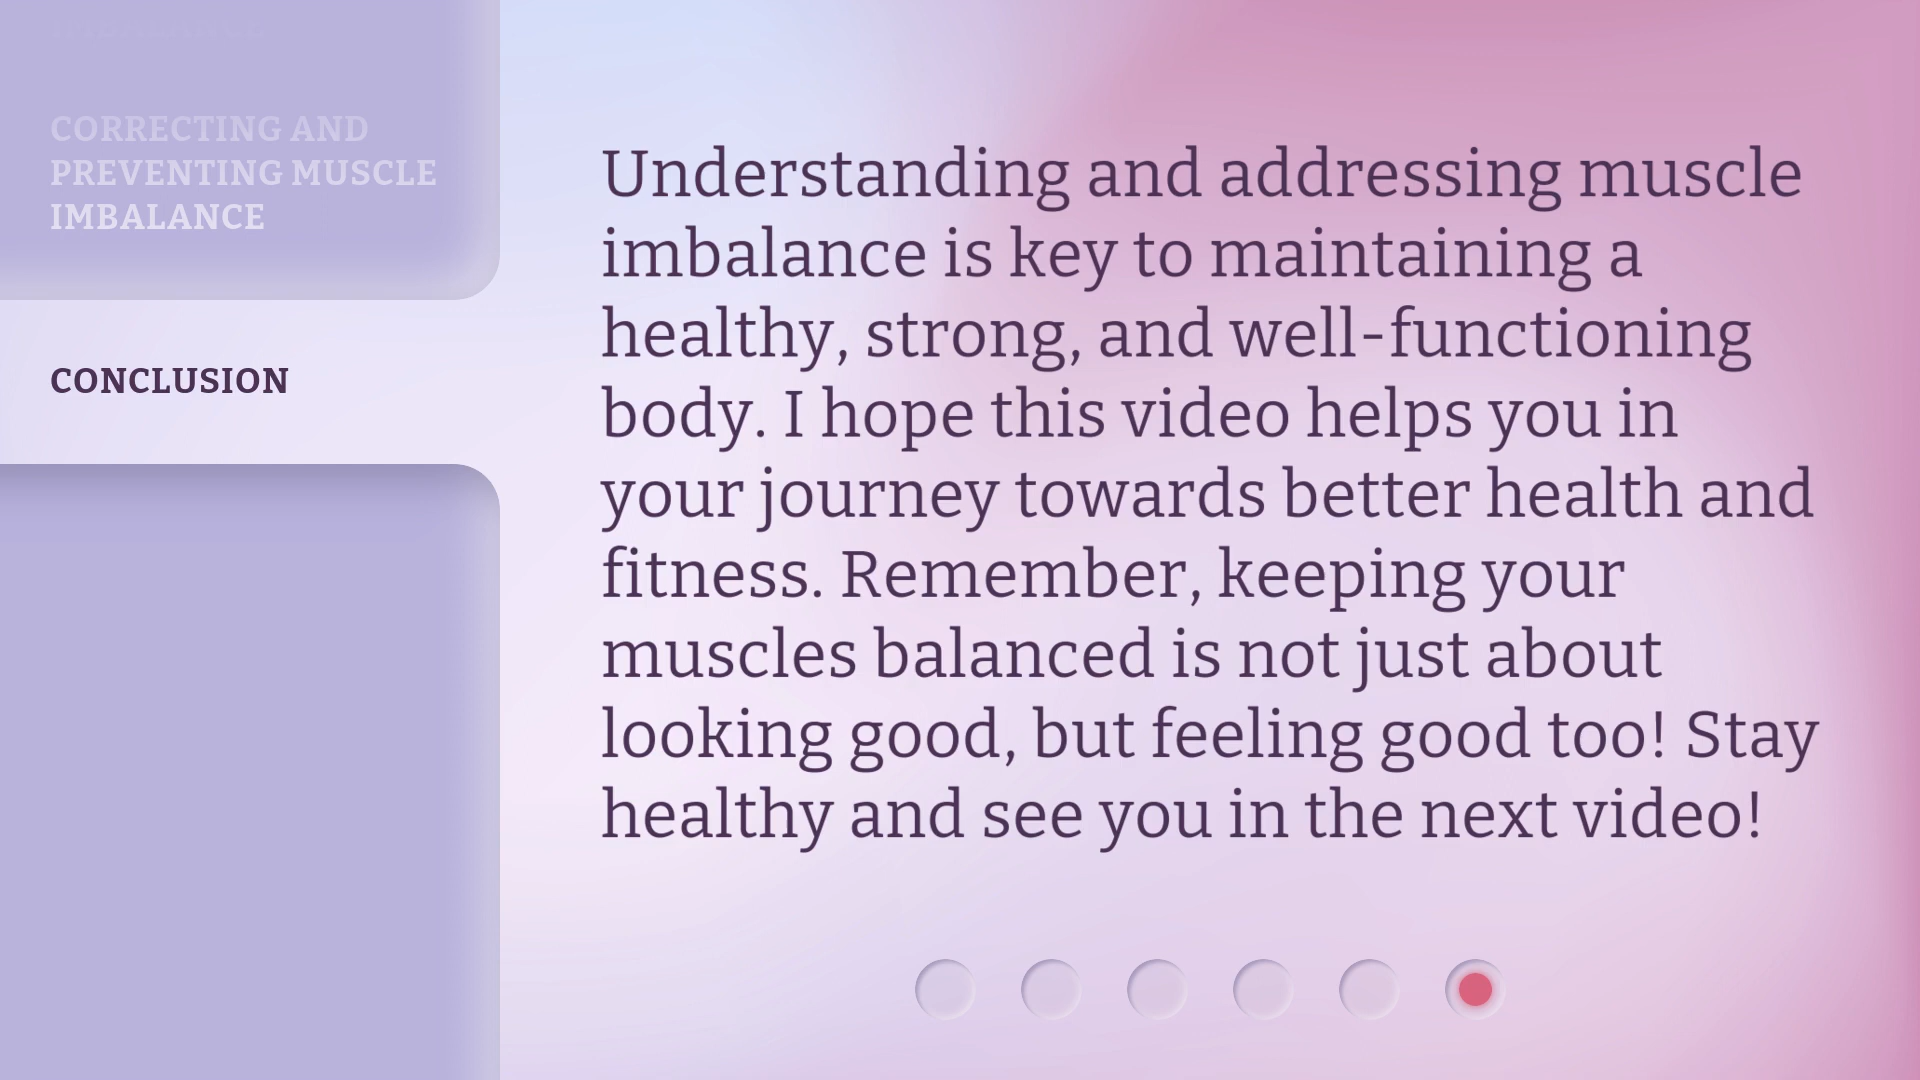 CORRECTING AND
PREVENTING MUSCLE
IMBALANCE
CONCLUSION
Understanding and addressing muscle
imbalance is key to maintaining a
healthy, strong, and well-functioning
body. I hope this video helps you in
your journey towards better health and
fitness. Remember, keeping your
muscles balanced is not just about
looking good, but feeling good too! Stay
healthy and see you in the next video!